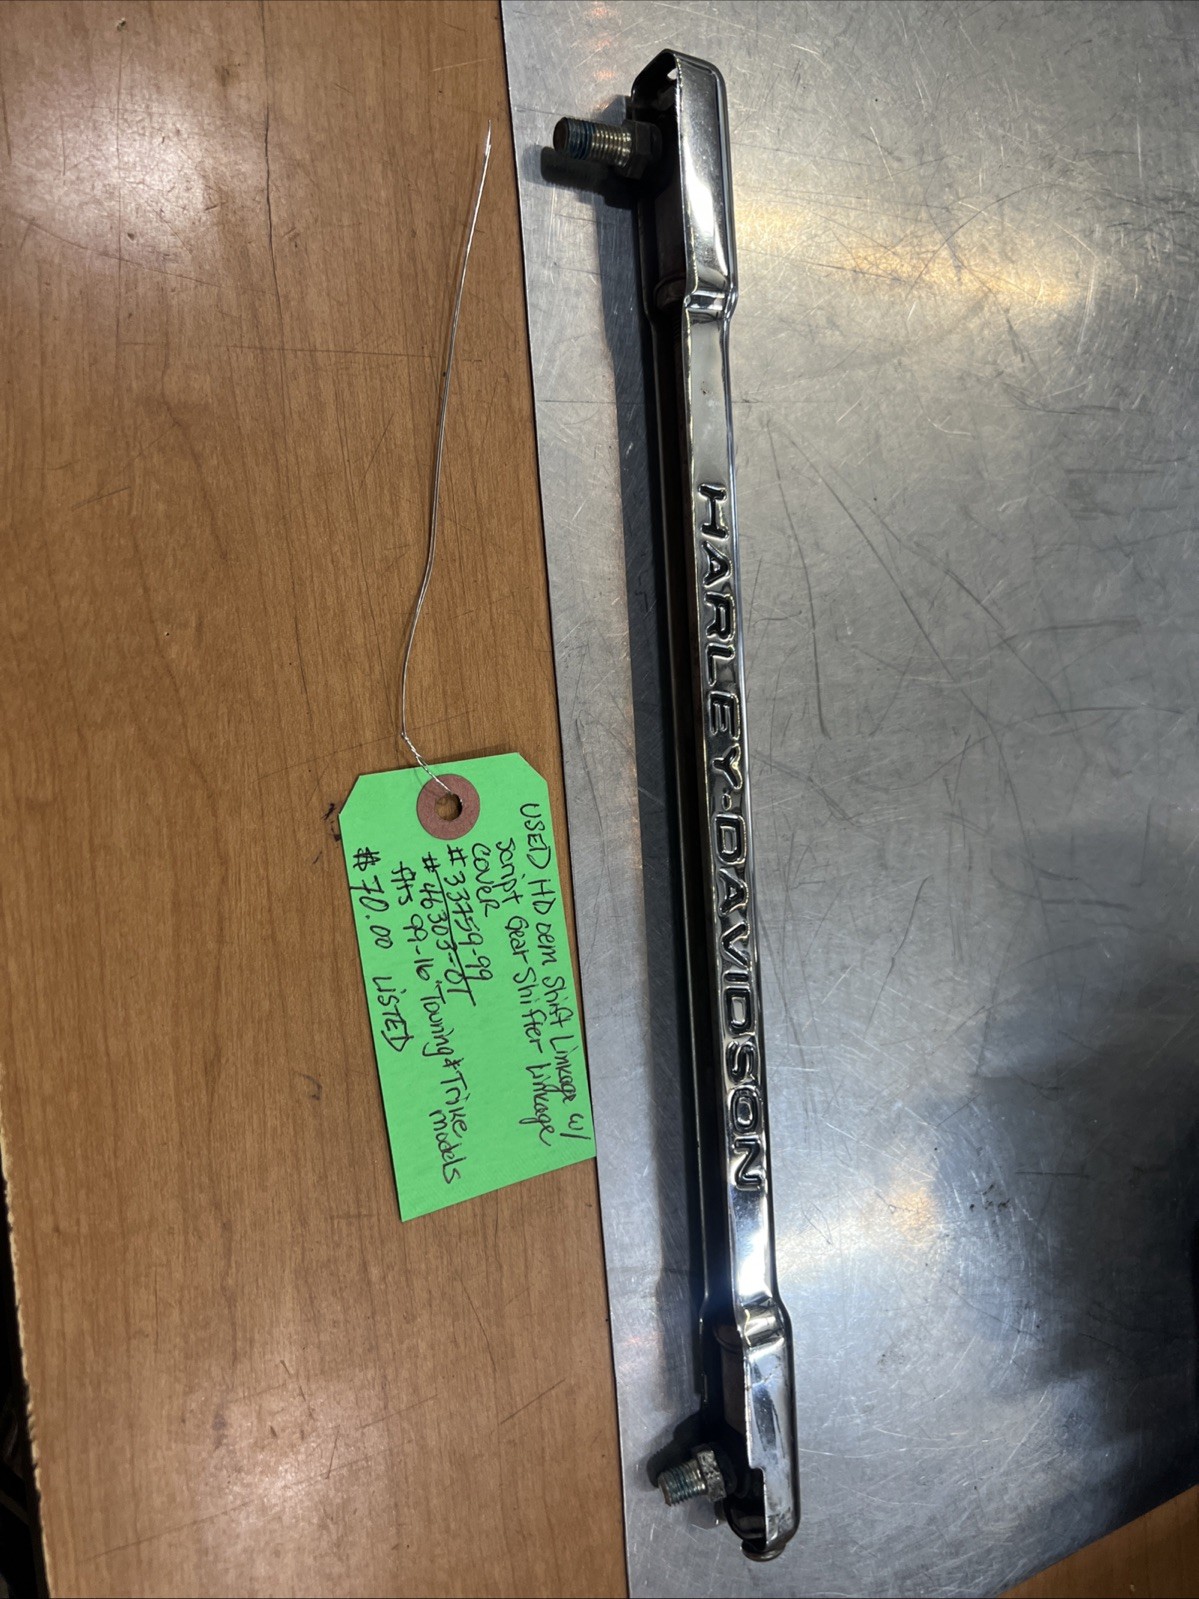 HARLEY-DAVIDSON
USED HD oem Shift Linkage w/
script Gear Shifter Linkage
COVER
# 33759-99
# 46303-01
fits 99-16 Touring & Trike
models
$70.00 LISTED